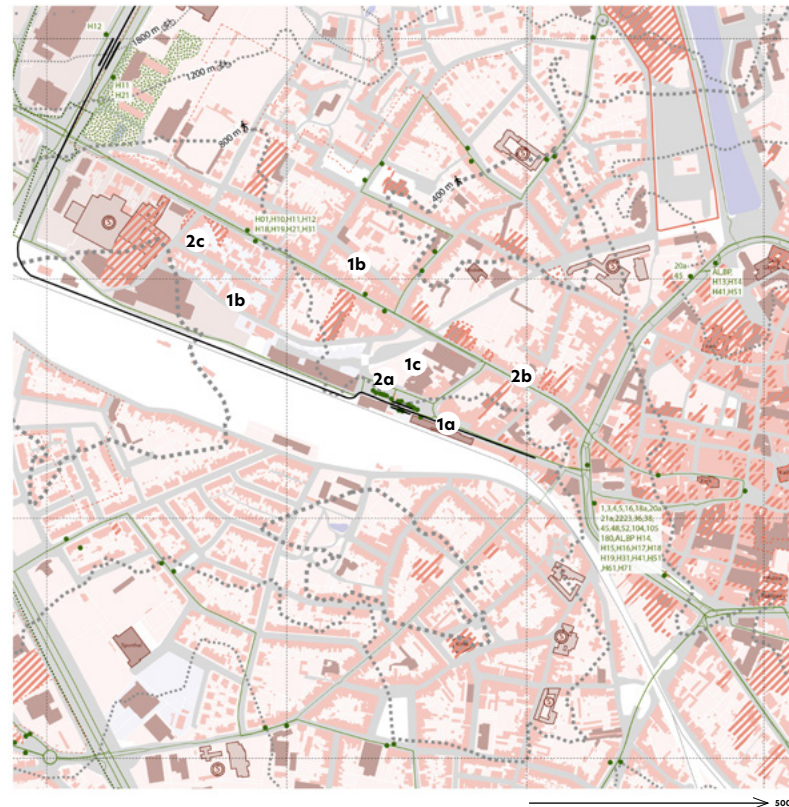 H12
1800 m
1200 m
H11
H21
800 m
S
400 m
H01,H10,H11,H12
H18,H19,H21,H31
S
2c
1b
1b
S
20a
45
AL,BP,
H13,H14
H41,H51
1c
2a
2b
1a
1,3,4,5,16,18a,20a
21a,2223,36,38,
45,48,52,104,105
180,AL,BP H14,
H15,H16,H17,H18
H19,H31,H41,H51
,H61,H71
S
Sporthal
S
S
500